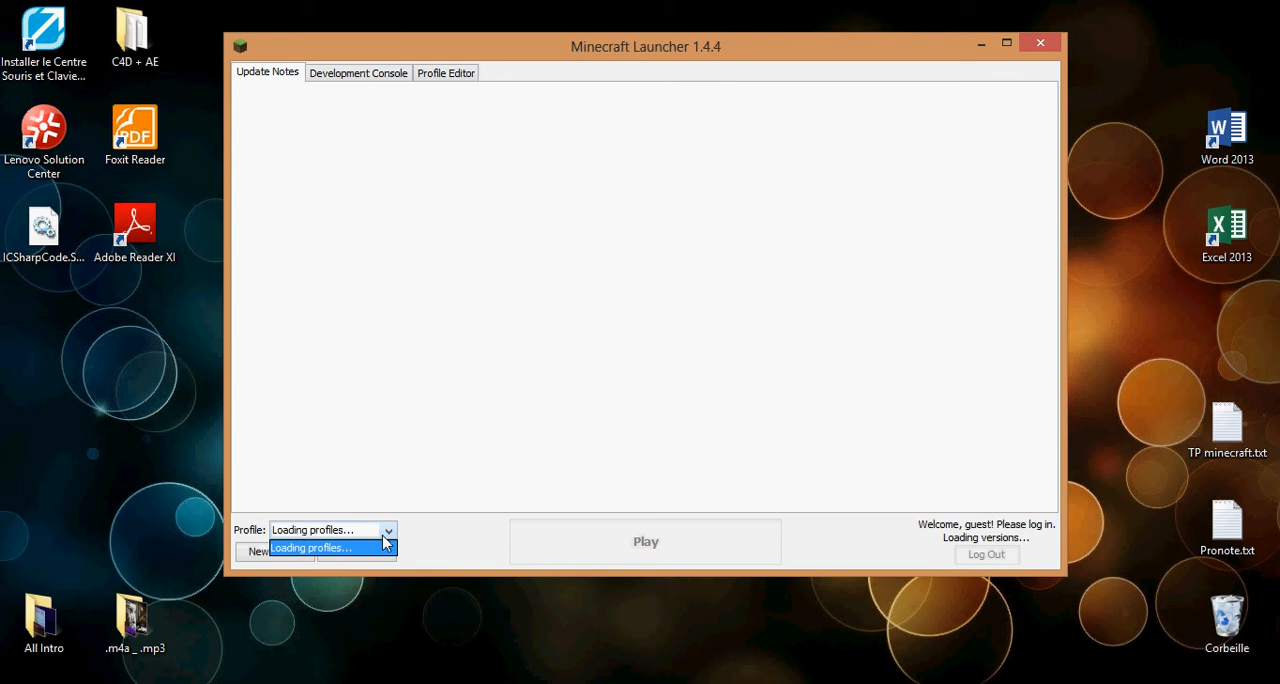 Installer le Centre
Souris et Clavie...
C4D + AE
Lenovo Solution
Center
Foxit Reader
PDF
ICSharpCode.S...
Adobe Reader XI
Minecraft Launcher 1.4.4
Update Notes
Development Console
Profile Editor
Profile:
Loading profiles...
Loading profiles...
New
Play
Welcome, guest! Please log in.
Loading versions...
Log Out
W
Word 2013
X
Excel 2013
TP minecraft.txt
Pronote.txt
All Intro
.m4a _ .mp3
Corbeille